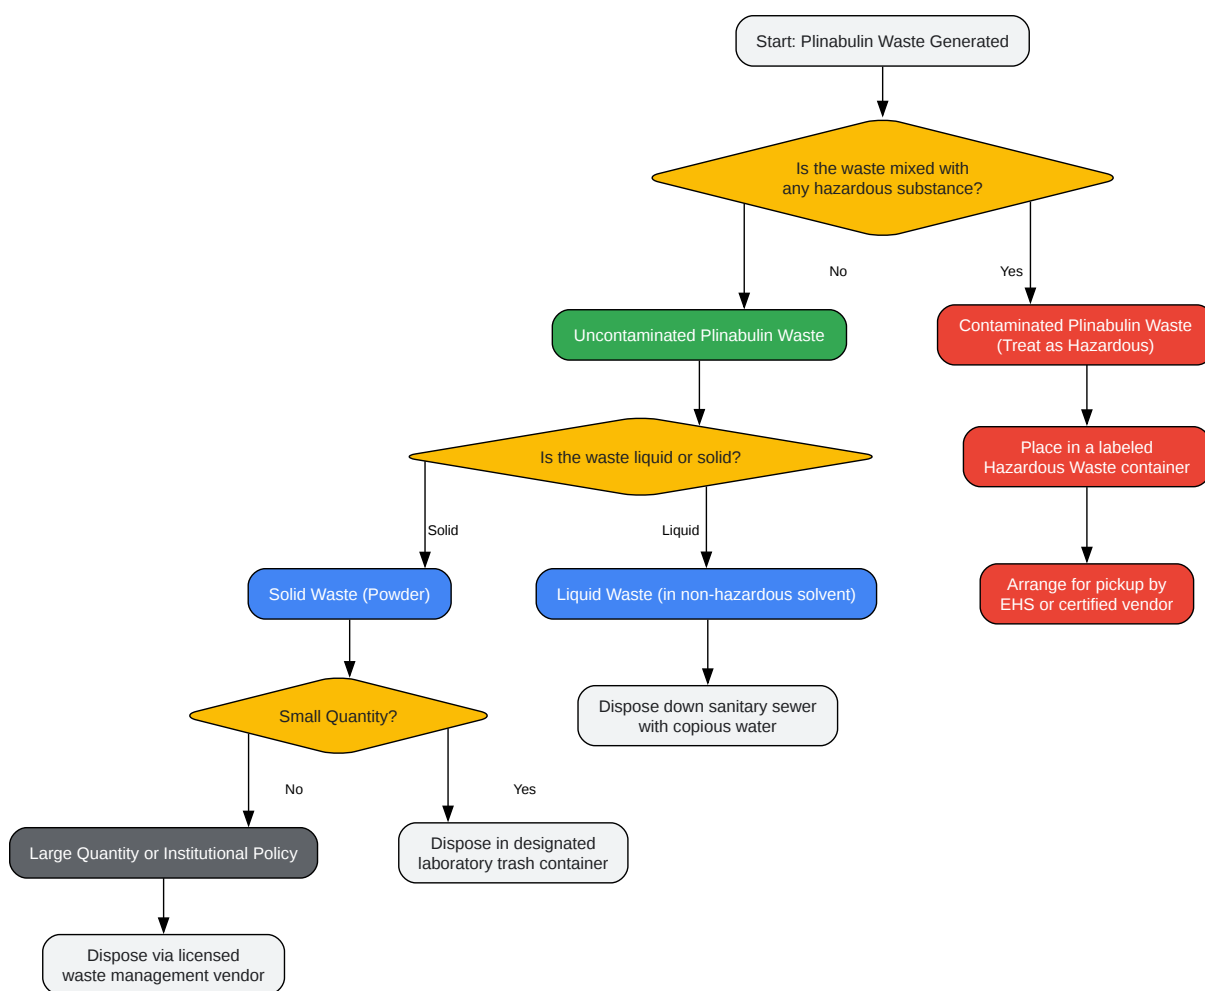 Start: Plinabulin Waste Generated
Is the waste mixed with
any hazardous substance?
No
Yes
Uncontaminated Plinabulin Waste
Contaminated Plinabulin Waste
(Treat as Hazardous)
Is the waste liquid or solid?
Place in a labeled
Hazardous Waste container
Solid
Liquid
Solid Waste (Powder)
Liquid Waste (in non-hazardous solvent)
Arrange for pickup by
EHS or certified vendor
Small Quantity?
Dispose down sanitary sewer
with copious water
No
Yes
Large Quantity or Institutional Policy
Dispose in designated
laboratory trash container
Dispose via licensed
waste management vendor